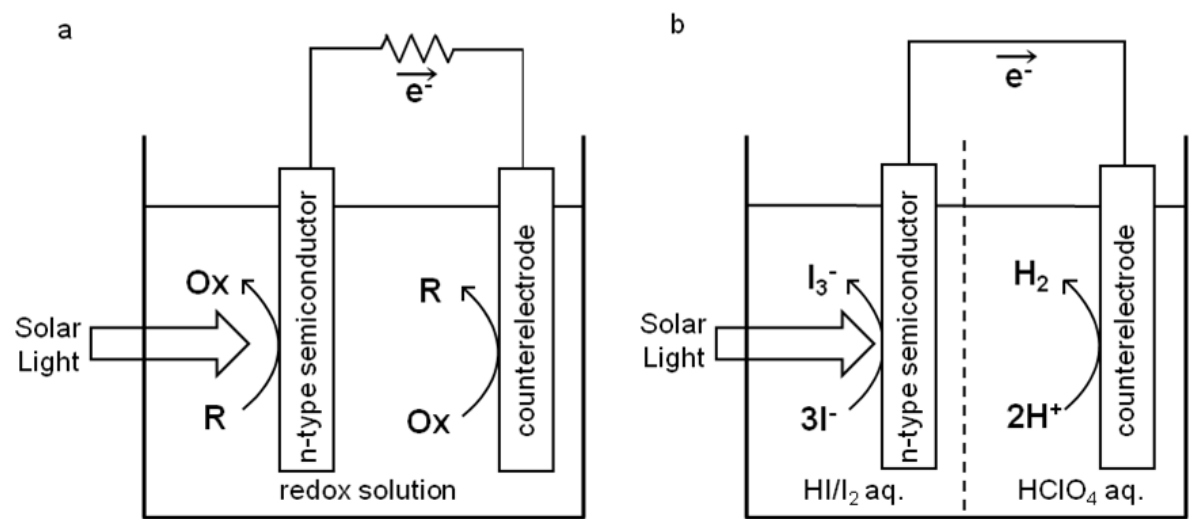 a
e-
n-type semiconductor
counterelectrode
Ox
R
Solar
Light
R
Ox
redox solution
b
e-
n-type semiconductor
counterelectrode
I3-
H2
Solar
Light
3I-
2H+
HI/I2 aq.
HClO4 aq.